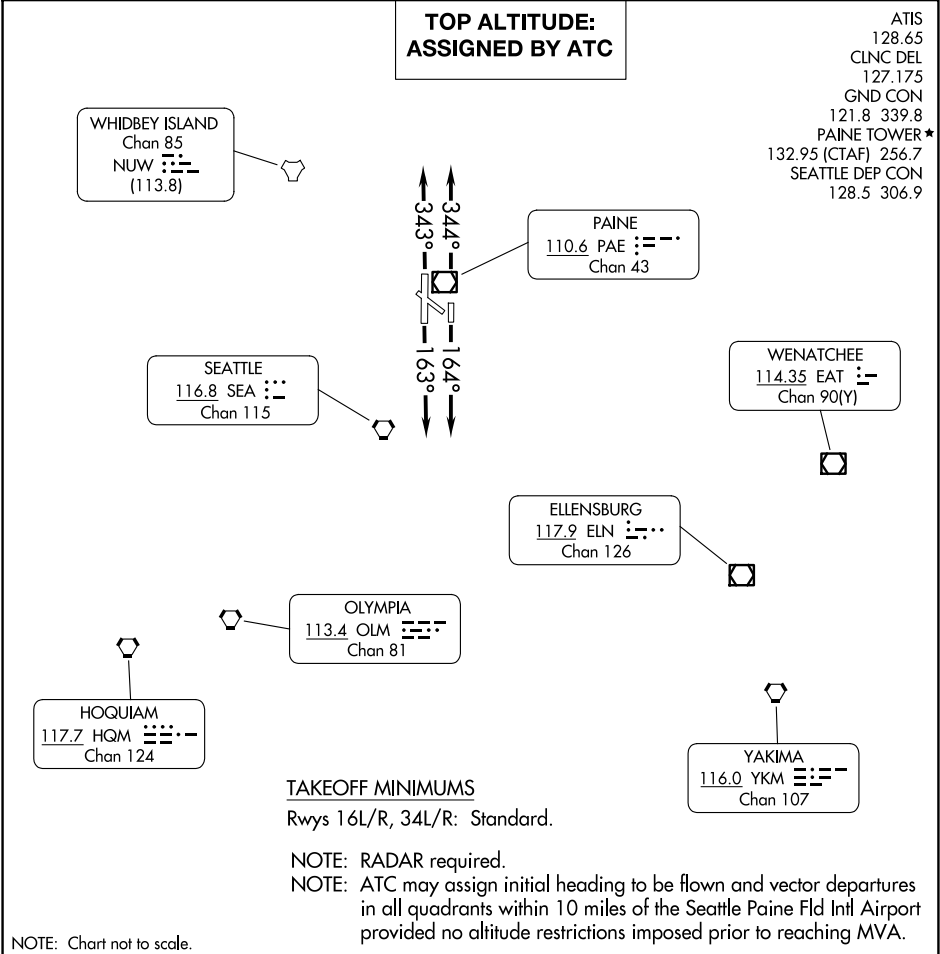 TOP ALTITUDE:
ASSIGNED BY ATC
ATIS
128.65
CLNC DEL
127.175
GND CON
121.8 339.8
PAINE TOWER★
132.95 (CTAF) 256.7
SEATTLE DEP CON
128.5 306.9
WHIDBEY ISLAND
Chan 85
NUW
(113.8)
343°
344°
PAINE
110.6 PAE
Chan 43
163°
164°
SEATTLE
116.8 SEA
Chan 115
WENATCHEE
114.35 EAT
Chan 90(Y)
ELLENSBURG
117.9 ELN
Chan 126
OLYMPIA
113.4 OLM
Chan 81
HOQUIAM
117.7 HQM
Chan 124
YAKIMA
116.0 YKM
Chan 107
TAKEOFF MINIMUMS
Rwys 16L/R, 34L/R: Standard.
NOTE: RADAR required.
NOTE: ATC may assign initial heading to be flown and vector departures
in all quadrants within 10 miles of the Seattle Paine Fld Intl Airport
provided no altitude restrictions imposed prior to reaching MVA.
NOTE: Chart not to scale.